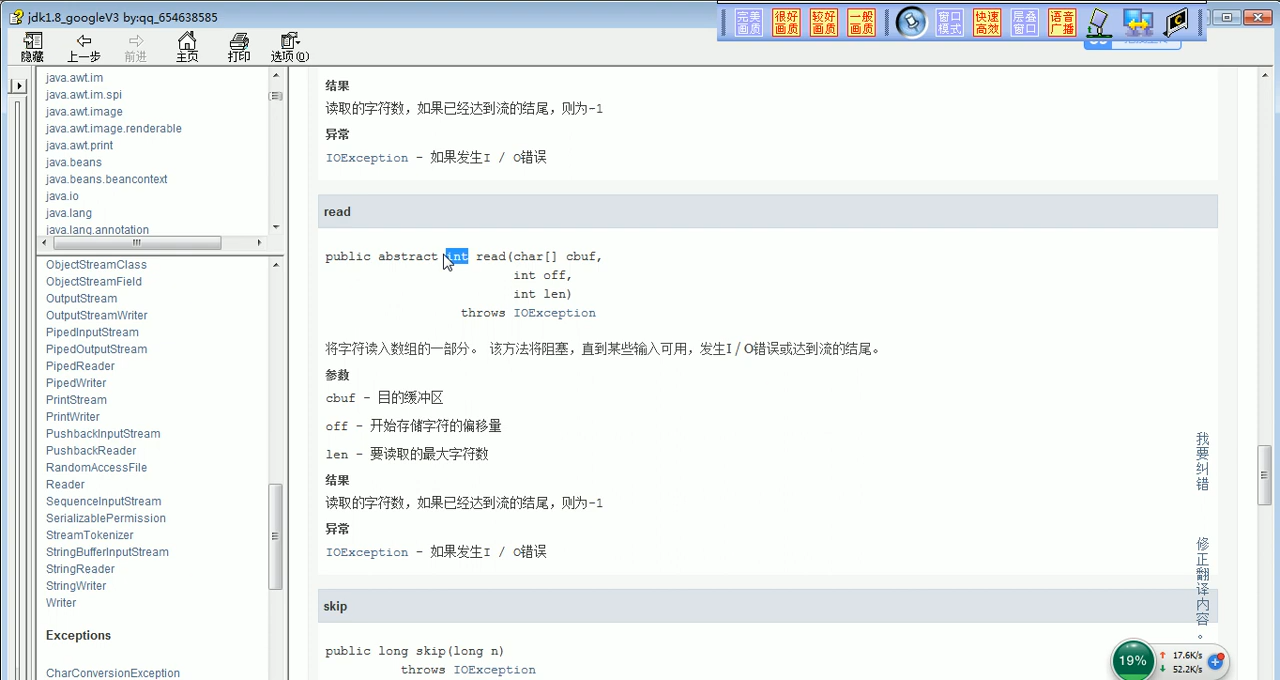 jdk1.8_googleV3 by:qq_654638585
完美画质
很好画质
较好画质
一般画质
窗口模式
快速高效
层叠窗口
语音广播
隐藏
上一步
前进
主页
打印
选项(O)
java.awt.im
java.awt.im.spi
java.awt.image
java.awt.image.renderable
java.awt.print
java.beans
java.beans.beancontext
java.io
java.lang
java.lang.annotation
ObjectStreamClass
ObjectStreamField
OutputStream
OutputStreamWriter
PipedInputStream
PipedOutputStream
PipedReader
PipedWriter
PrintStream
PrintWriter
PushbackInputStream
PushbackReader
RandomAccessFile
Reader
SequenceInputStream
SerializablePermission
StreamTokenizer
StringBufferInputStream
StringReader
StringWriter
Writer
Exceptions
CharConversionException
结果
读取的字符数，如果已经达到流的结尾，则为-1
异常
IOException - 如果发生I / O错误
read
public abstract int read(char[] cbuf,
int off,
int len)
throws IOException
将字符读入数组的一部分。 该方法将阻塞，直到某些输入可用，发生I / O错误或达到流的结尾。
参数
cbuf - 目的缓冲区
off - 开始存储字符的偏移量
len - 要读取的最大字符数
结果
读取的字符数，如果已经达到流的结尾，则为-1
异常
IOException - 如果发生I / O错误
skip
public long skip(long n)
throws IOException
我要纠错
修正翻译内容。
19%
17.6K/s
52.2K/s